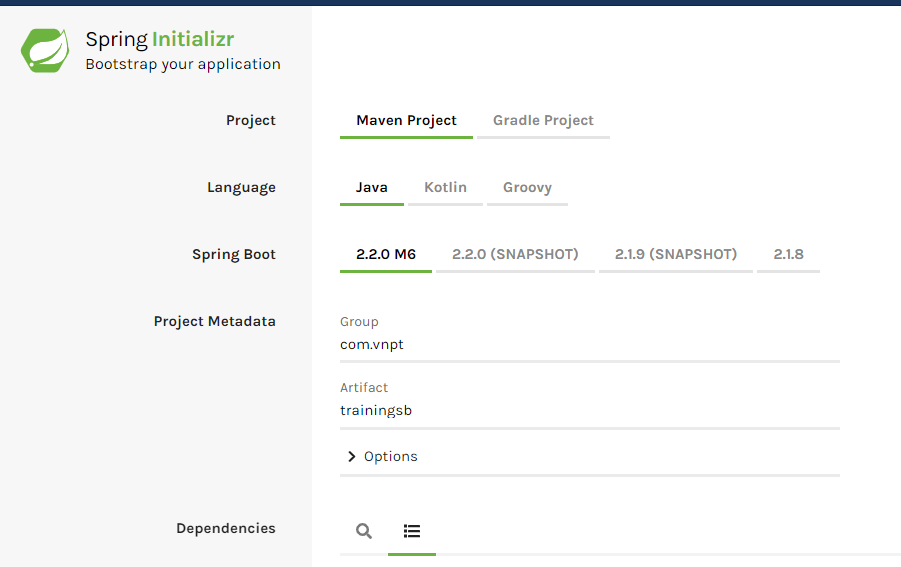 Spring Initializr
Bootstrap your application
Project
Maven Project Gradle Project
Language
Java Kotlin Groovy
Spring Boot
2.2.0 M6 2.2.0 (SNAPSHOT) 2.1.9 (SNAPSHOT) 2.1.8
Project Metadata
Group
com.vnpt
Artifact
trainingsb
Options
Dependencies